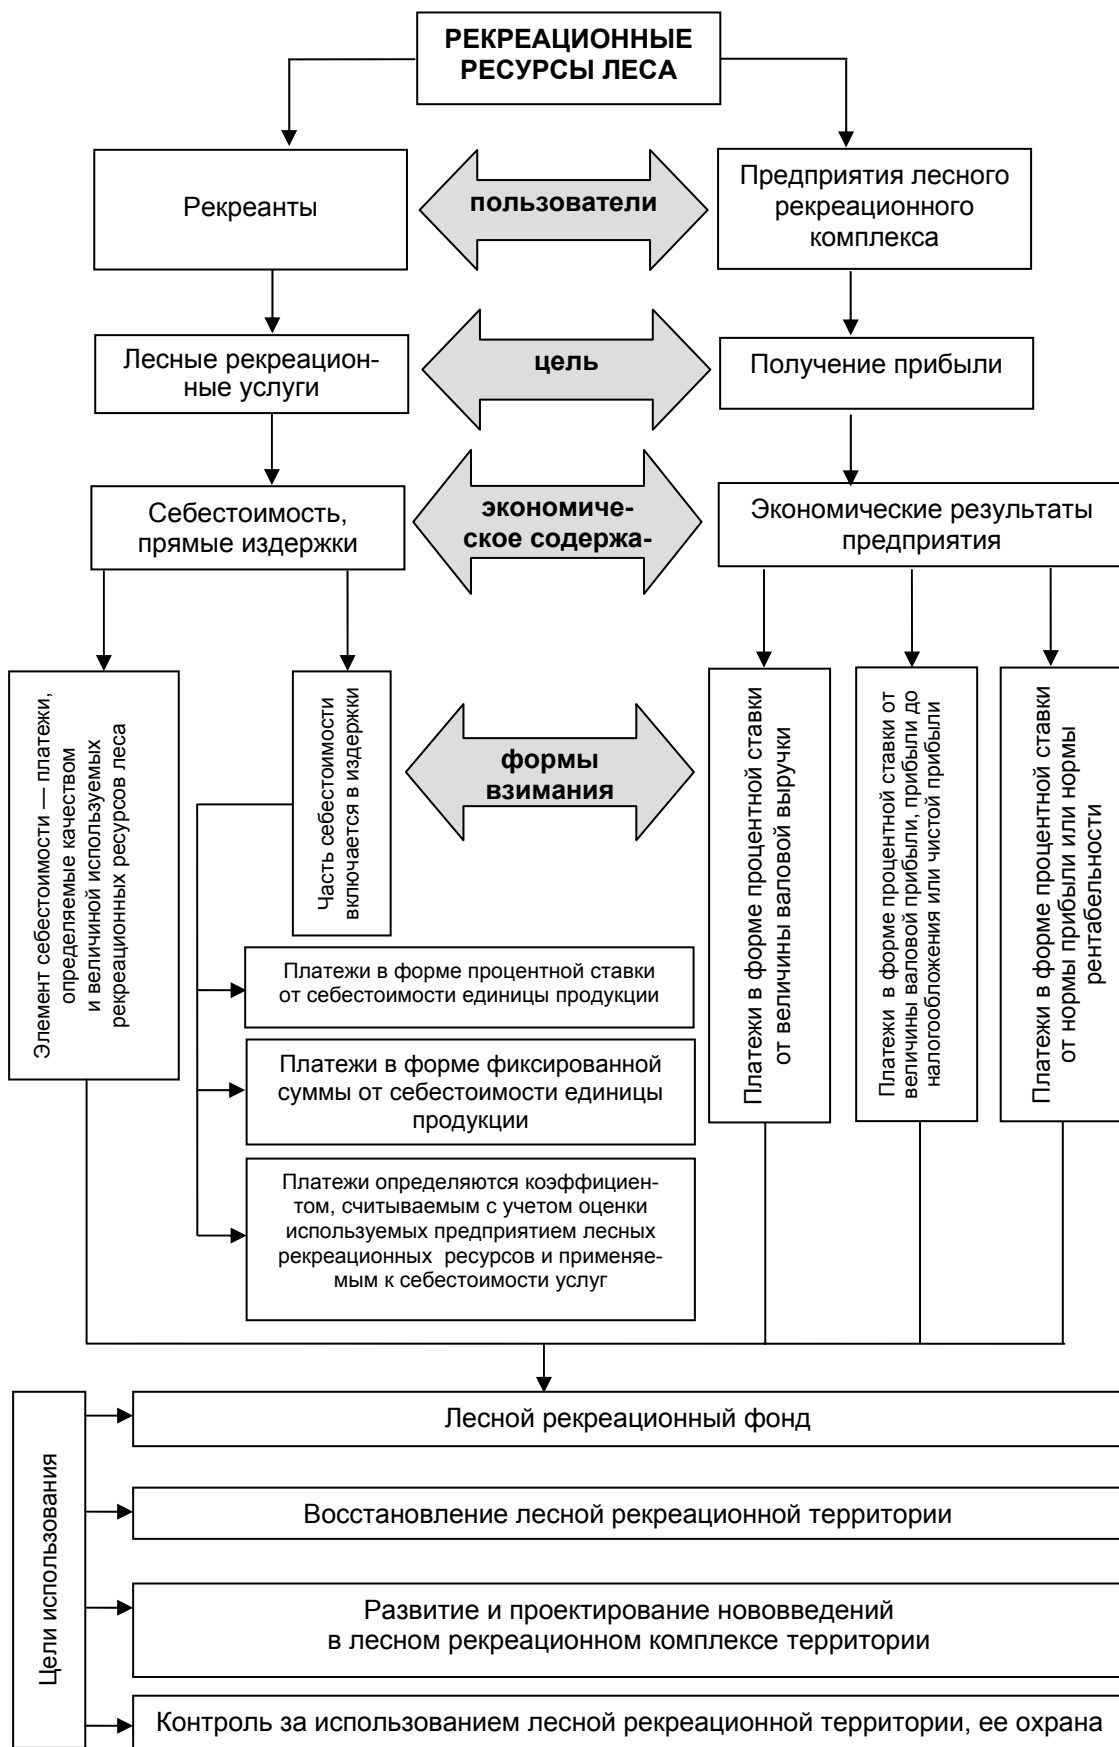 РЕКРЕАЦИОННЫЕ
РЕСУРСЫ ЛЕСА
Рекреанты
пользователи
Предприятия лесного
рекреационного
комплекса
Лесные рекреацион-
ные услуги
цель
Получение прибыли
Себестоимость,
прямые издержки
экономиче-
ское содержа-
Экономические результаты
предприятия
Элемент себестоимости — платежи,
определяемые качеством
и величиной используемых
рекреационных ресурсов леса
Часть себестоимости
включается в издержки
формы
взимания
Платежи в форме процентной ставки
от величины валовой выручки
Платежи в форме процентной ставки от
величины валовой прибыли, прибыли до
налогообложения или чистой прибыли
Платежи в форме процентной ставки
от нормы прибыли или нормы
рентабельности
Платежи в форме процентной ставки
от себестоимости единицы продукции
Платежи в форме фиксированной
суммы от себестоимости единицы
продукции
Платежи определяются коэффициен-
том, считываемым с учетом оценки
используемых предприятием лесных
рекреационных ресурсов и применяе-
мым к себестоимости услуг
Цели использования
Лесной рекреационный фонд
Восстановление лесной рекреационной территории
Развитие и проектирование нововведений
в лесном рекреационном комплексе территории
Контроль за использованием лесной рекреационной территории, ее охрана